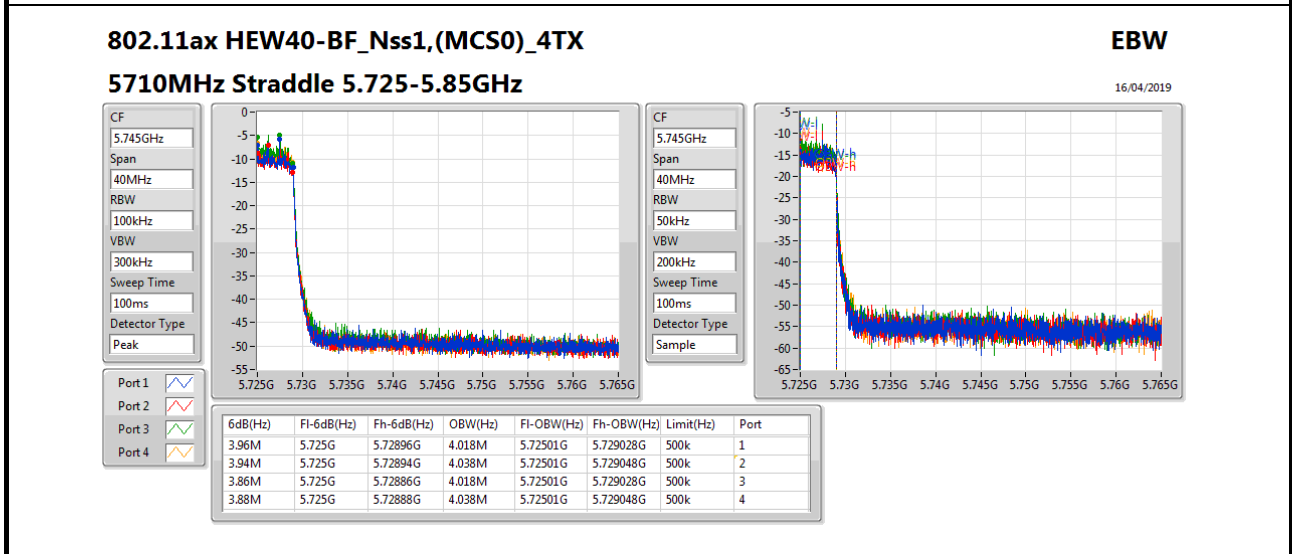 802.11ax HEW40-BF_Nss1,(MCS0)_4TX
EBW
5710MHz Straddle 5.725-5.85GHz
16/04/2019
CF
5.745GHz
Span
40MHz
RBW
100kHz
VBW
300kHz
Sweep Time
100ms
Detector Type
Peak
0
-5
-10
-15
-20
-25
-30
-35
-40
-45
-50
-55
5.725G 5.73G 5.735G 5.74G 5.745G 5.75G 5.755G 5.76G 5.765G
CF
5.745GHz
Span
40MHz
RBW
50kHz
VBW
200kHz
Sweep Time
100ms
Detector Type
Sample
-5
-10
-15
-20
-25
-30
-35
-40
-45
-50
-55
-60
-65
5.725G 5.73G 5.735G 5.74G 5.745G 5.75G 5.755G 5.76G 5.765G
Port 1
Port 2
Port 3
Port 4
6dB(Hz) Fl-6dB(Hz) Fh-6dB(Hz) OBW(Hz) Fl-OBW(Hz) Fh-OBW(Hz) Limit(Hz) Port
3.96M 5.725G 5.72896G 4.018M 5.72501G 5.729028G 500k 1
3.94M 5.725G 5.72894G 4.038M 5.72501G 5.729048G 500k 2
3.86M 5.725G 5.72886G 4.018M 5.72501G 5.729028G 500k 3
3.88M 5.725G 5.72888G 4.038M 5.72501G 5.729048G 500k 4